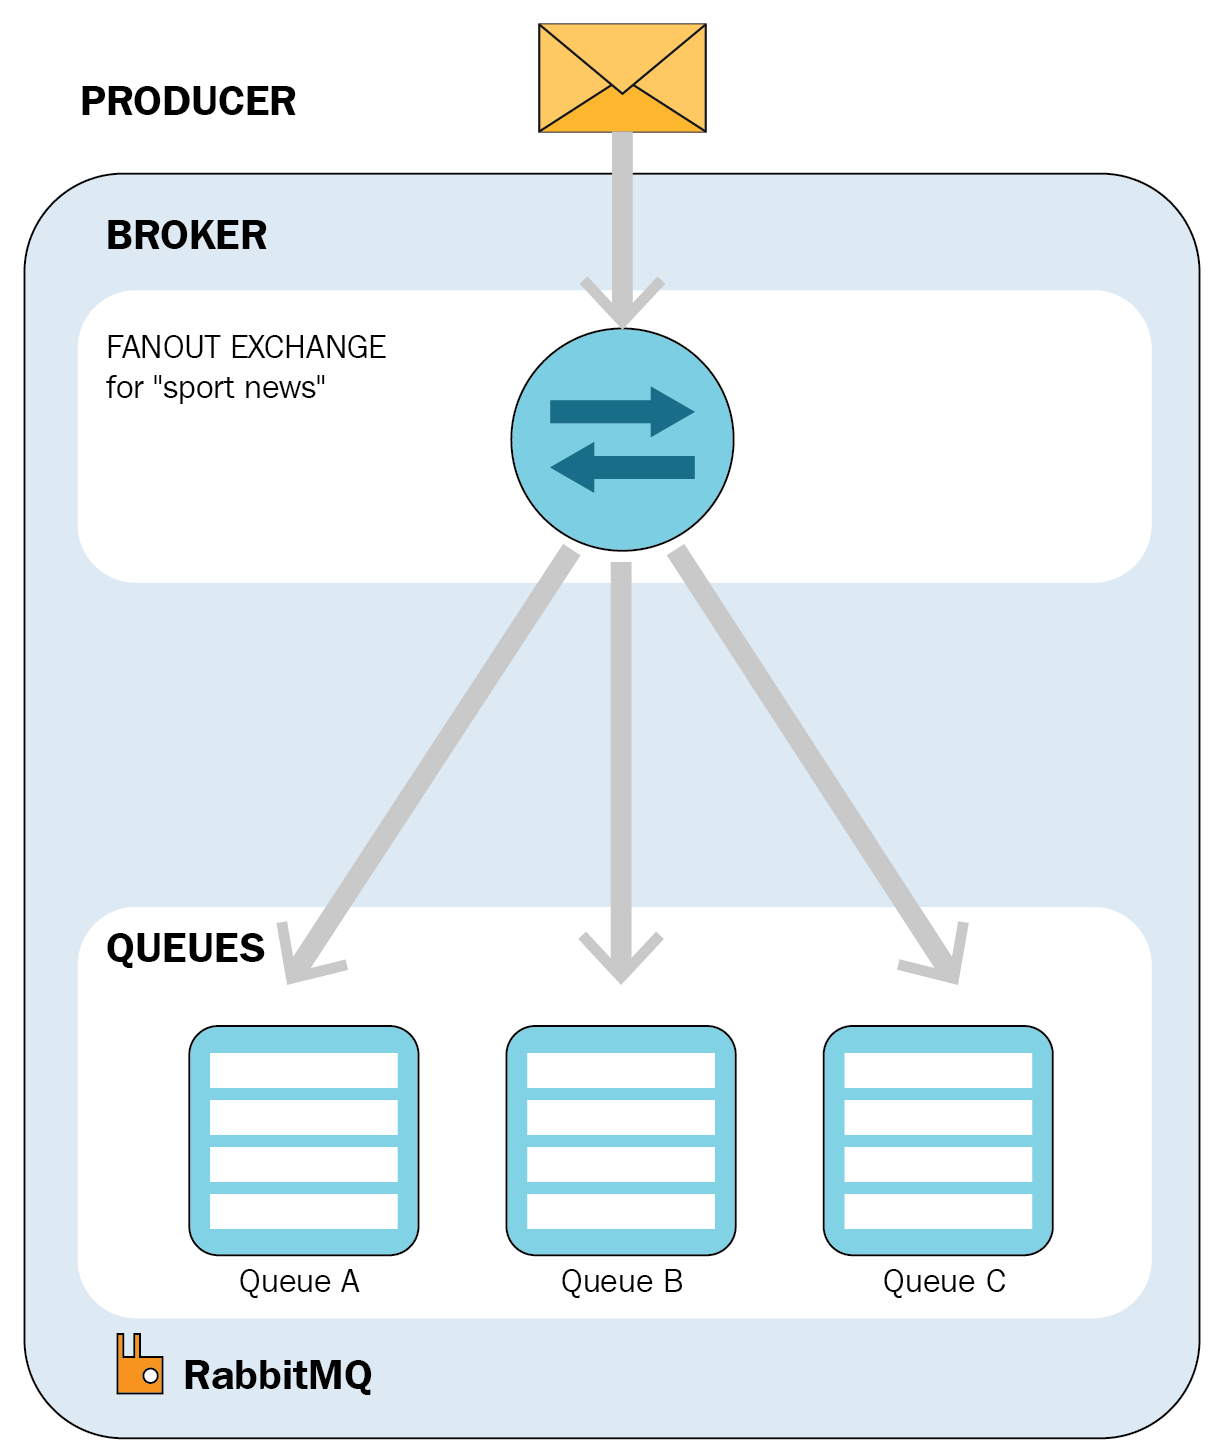 PRODUCER
BROKER
FANOUT EXCHANGE
for "sport news"
QUEUES
Queue A
Queue B
Queue C
RabbitMQ